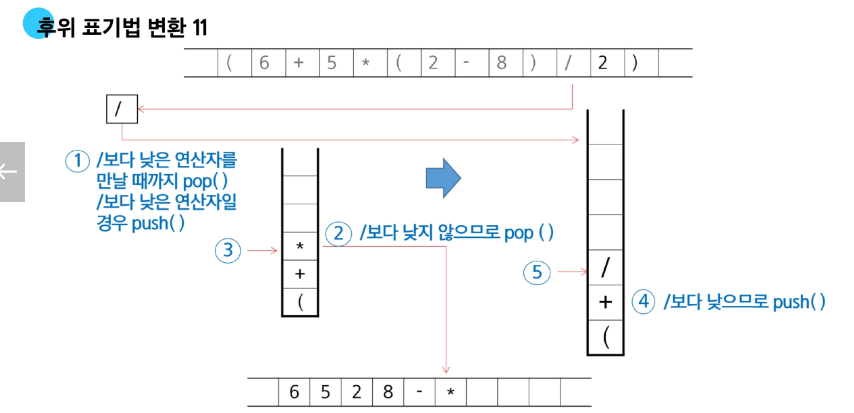 후위 표기법 변환 11
( 6 + 5 * ( 2 - 8 ) / 2 )
/
① /보다 낮은 연산자를
만날 때까지 pop( )
/보다 낮은 연산자일
경우 push( )
② /보다 낮지 않으므로 pop ( )
③
*
+
(
⑤
/
+
(
④ /보다 낮으므로 push( )
6 5 2 8 - *